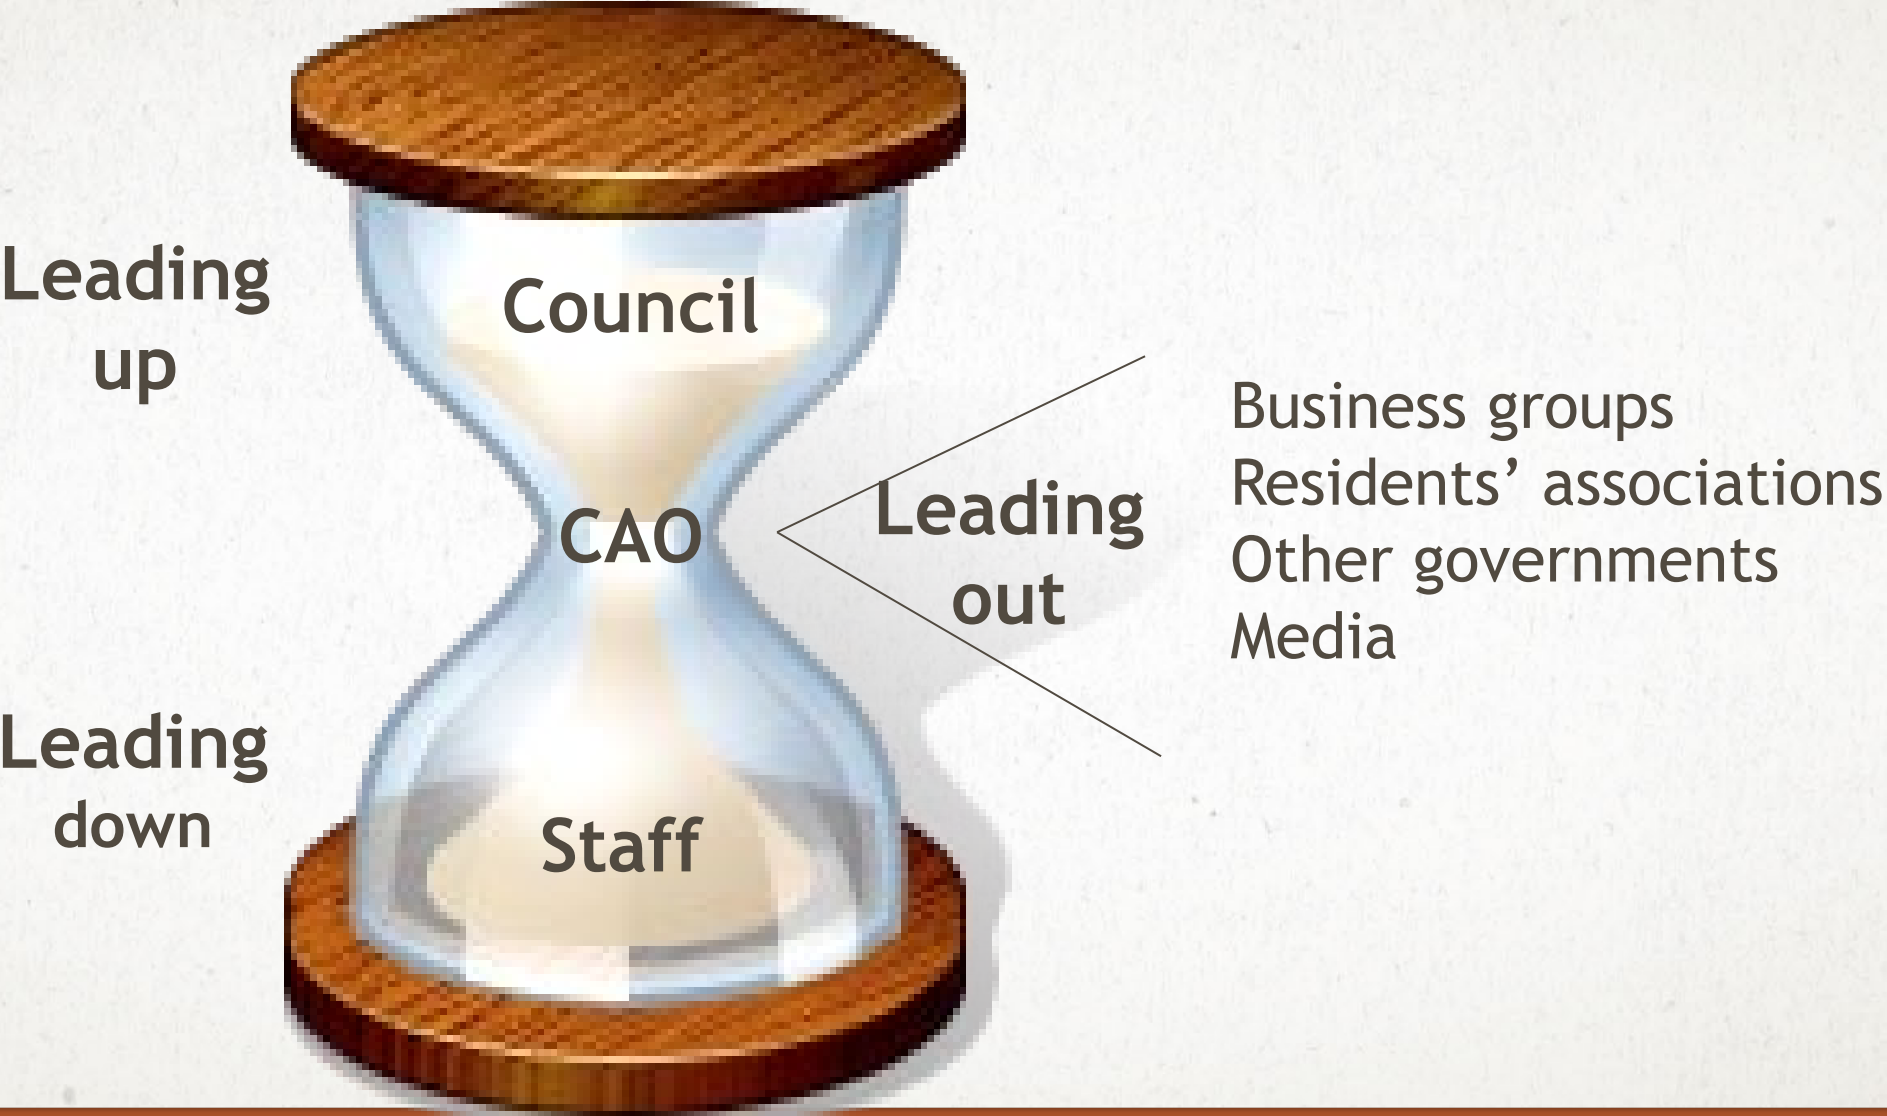 Leading
up
Council
CAO
Leading
out
Business groups
Residents’ associations
Other governments
Media
Leading
down
Staff